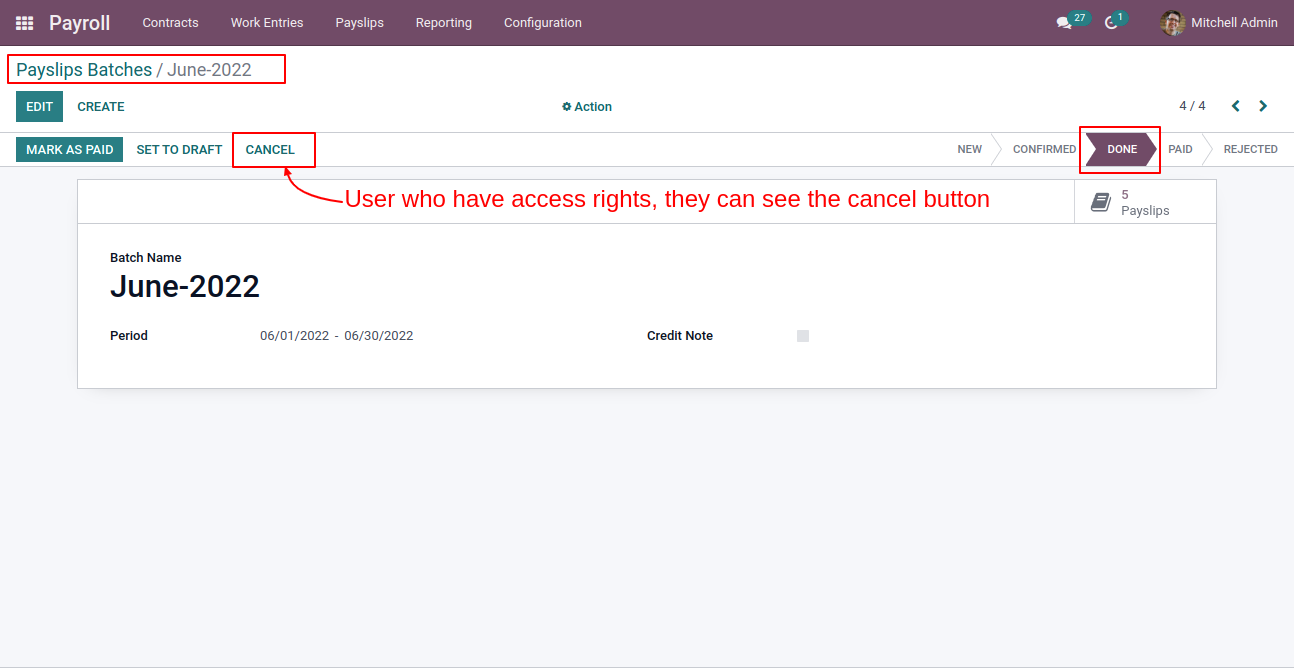 Payroll Contracts Work Entries Payslips Reporting Configuration 27 1 Mitchell Admin
Payslips Batches / June-2022
EDIT CREATE Action 4 / 4
MARK AS PAID SET TO DRAFT CANCEL NEW CONFIRMED DONE PAID REJECTED
User who have access rights, they can see the cancel button
5
Payslips
Batch Name
June-2022
Period 06/01/2022 - 06/30/2022 Credit Note